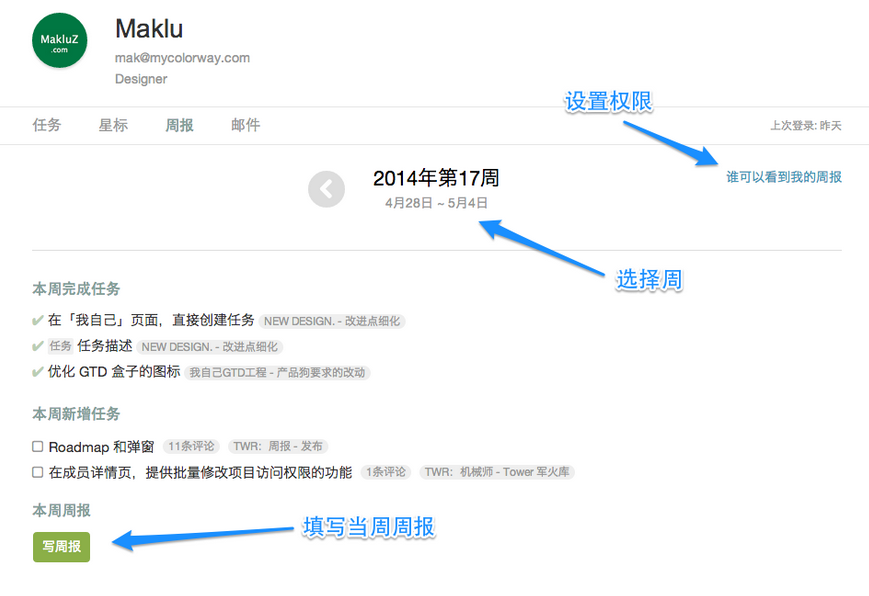 MakluZ
.com
Maklu
mak@mycolorway.com
Designer
设置权限
任务 星标 周报 邮件 上次登录: 昨天
2014年第17周
谁可以看到我的周报
4月28日 ~ 5月4日
选择周
本周完成任务
在「我自己」页面，直接创建任务 NEW DESIGN. - 改进点细化
任务 任务描述 NEW DESIGN. - 改进点细化
优化 GTD 盒子的图标 我自己GTD工程 - 产品狗要求的改动
本周新增任务
Roadmap 和弹窗 11条评论 TWR：周报 - 发布
在成员详情页，提供批量修改项目访问权限的功能 1条评论 TWR：机械师 - Tower 军火库
本周周报
填写当周周报
写周报